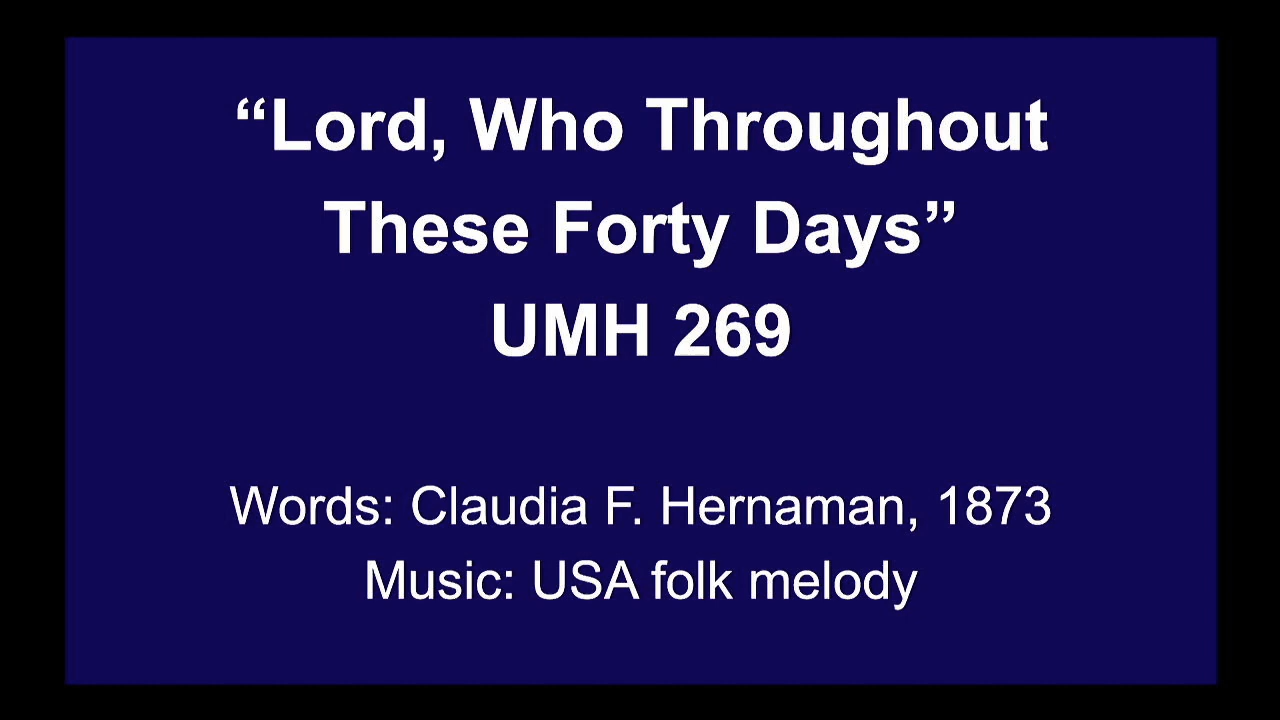 “Lord, Who Throughout
These Forty Days”
UMH 269
Words: Claudia F. Hernaman, 1873
Music: USA folk melody